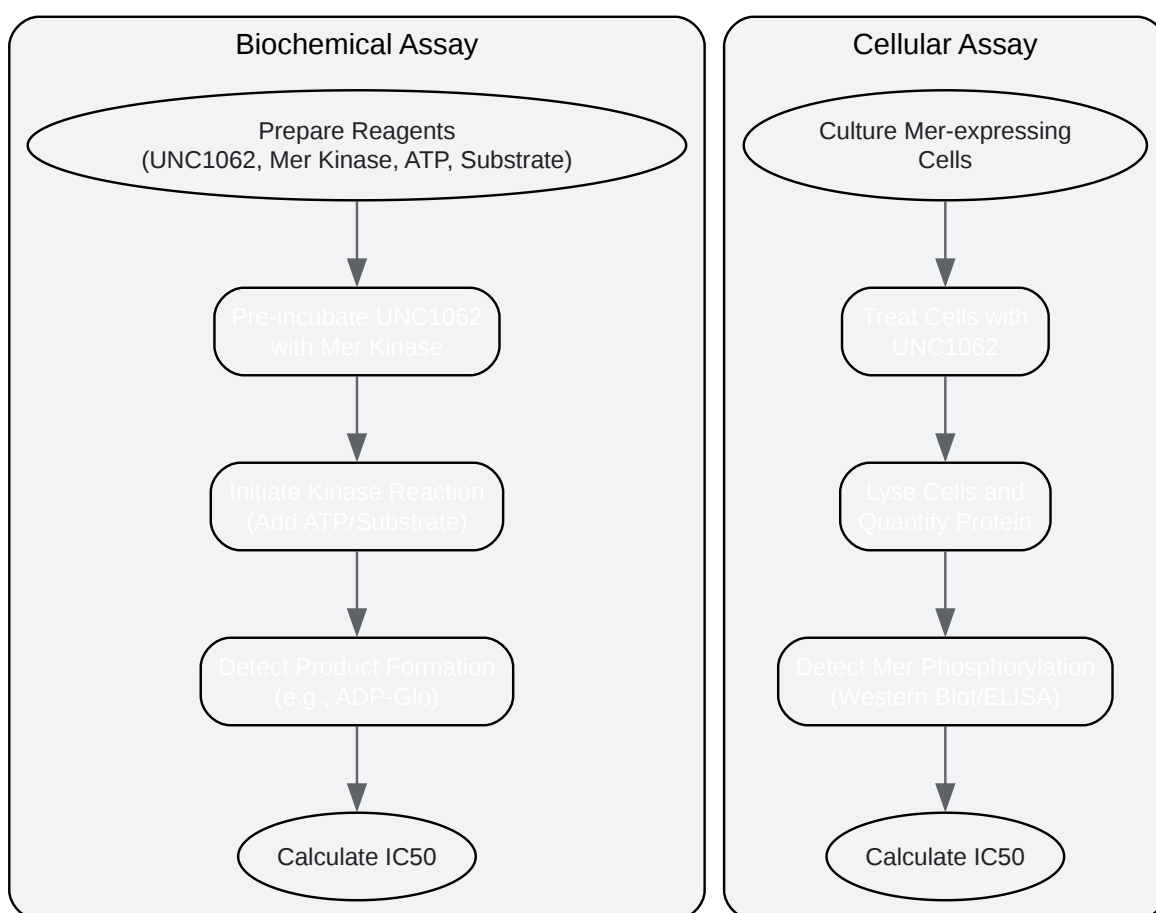 Biochemical Assay
Prepare Reagents
(UNC1062, Mer Kinase, ATP, Substrate)
Pre-incubate UNC1062
with Mer Kinase
Initiate Kinase Reaction
(Add ATP/Substrate)
Detect Product Formation
(e.g., ADP-Glo)
Calculate IC50
Cellular Assay
Culture Mer-expressing
Cells
Treat Cells with
UNC1062
Lyse Cells and
Quantify Protein
Detect Mer Phosphorylation
(Western Blot/ELISA)
Calculate IC50